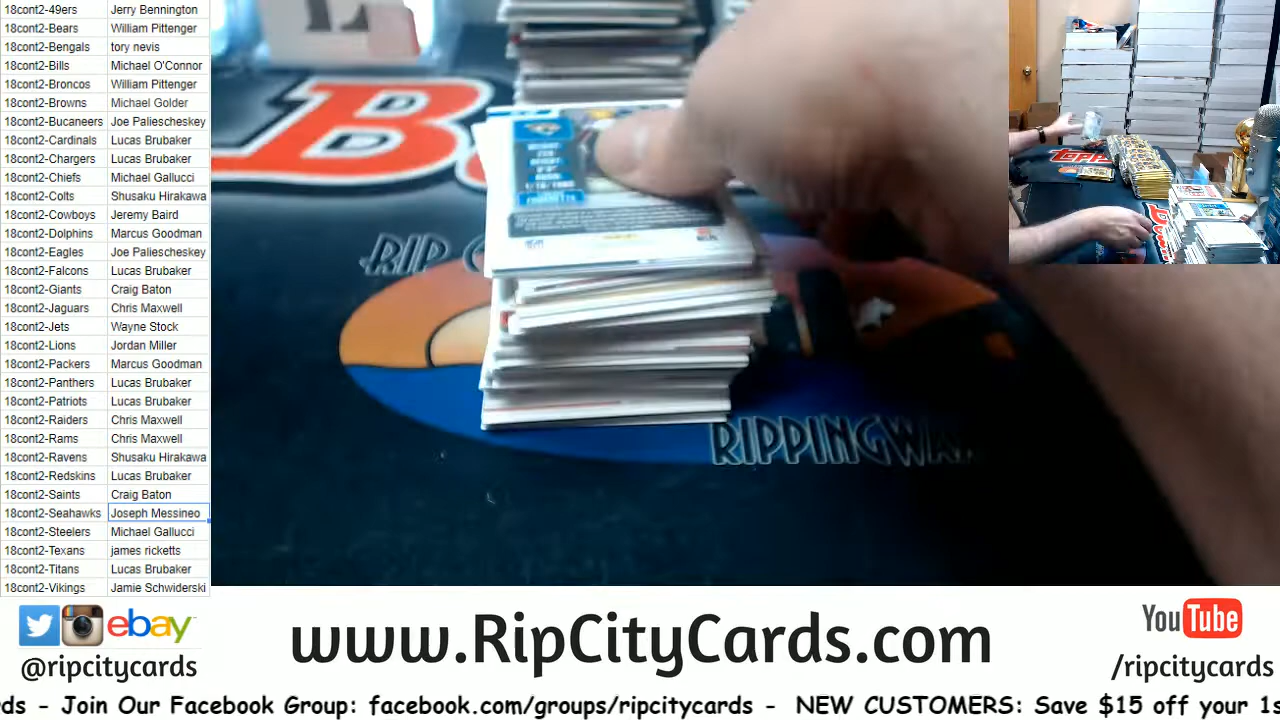 18cont2-49ers Jerry Bennington
18cont2-Bears William Pittenger
18cont2-Bengals tory nevis
18cont2-Bills Michael O'Connor
18cont2-Broncos William Pittenger
18cont2-Browns Michael Golder
18cont2-Bucaneers Joe Paliescheskey
18cont2-Cardinals Lucas Brubaker
18cont2-Chargers Lucas Brubaker
18cont2-Chiefs Michael Gallucci
18cont2-Colts Shusaku Hirakawa
18cont2-Cowboys Jeremy Baird
18cont2-Dolphins Marcus Goodman
18cont2-Eagles Joe Paliescheskey
18cont2-Falcons Lucas Brubaker
18cont2-Giants Craig Baton
18cont2-Jaguars Chris Maxwell
18cont2-Jets Wayne Stock
18cont2-Lions Jordan Miller
18cont2-Packers Marcus Goodman
18cont2-Panthers Lucas Brubaker
18cont2-Patriots Lucas Brubaker
18cont2-Raiders Chris Maxwell
18cont2-Rams Chris Maxwell
18cont2-Ravens Shusaku Hirakawa
18cont2-Redskins Lucas Brubaker
18cont2-Saints Craig Baton
18cont2-Seahawks Joseph Messineo
18cont2-Steelers Michael Gallucci
18cont2-Texans james ricketts
18cont2-Titans Lucas Brubaker
18cont2-Vikings Jamie Schwiderski
RIP
RIPPINGWA
topps
ebay
@ripcitycards
www.RipCityCards.com
YouTube
/ripcitycards
ds - Join Our Facebook Group: facebook.com/groups/ripcitycards - NEW CUSTOMERS: Save $15 off your 1s